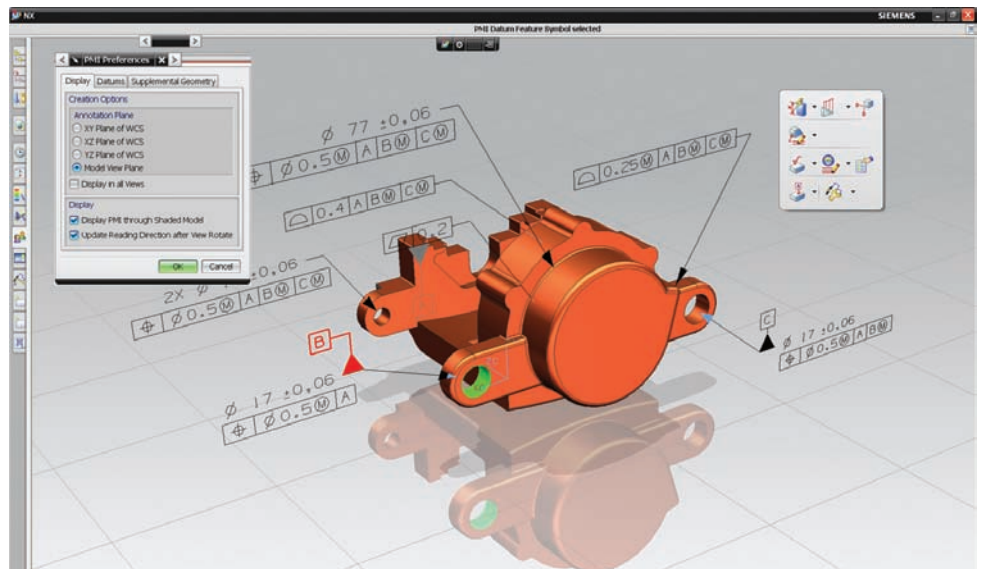 NX
SIEMENS
PMI Datum Feature Symbol selected
PMI Preferences
Display Datums Supplemental Geometry
Creation Options
Annotation Plane
XY Plane of WCS
XZ Plane of WCS
YZ Plane of WCS
Model View Plane
Display in all Views
Display
Display PMI through Shaded Model
Update Reading Direction after View Rotate
OK Cancel
Ø 77 ±0.06
⌖ Ø0.5Ⓜ A BⓂ CⓂ
⌓ 0.25Ⓜ A BⓂ CⓂ
⌓ 0.4 A BⓂ CⓂ
⏥ 0.2
2X Ø ±0.06
⌖ Ø0.5Ⓜ A BⓂ CⓂ
B
C
Ø 17 ±0.06
⌖ Ø0.5Ⓜ A BⓂ
Ø 17 ±0.06
⌖ Ø0.5Ⓜ A